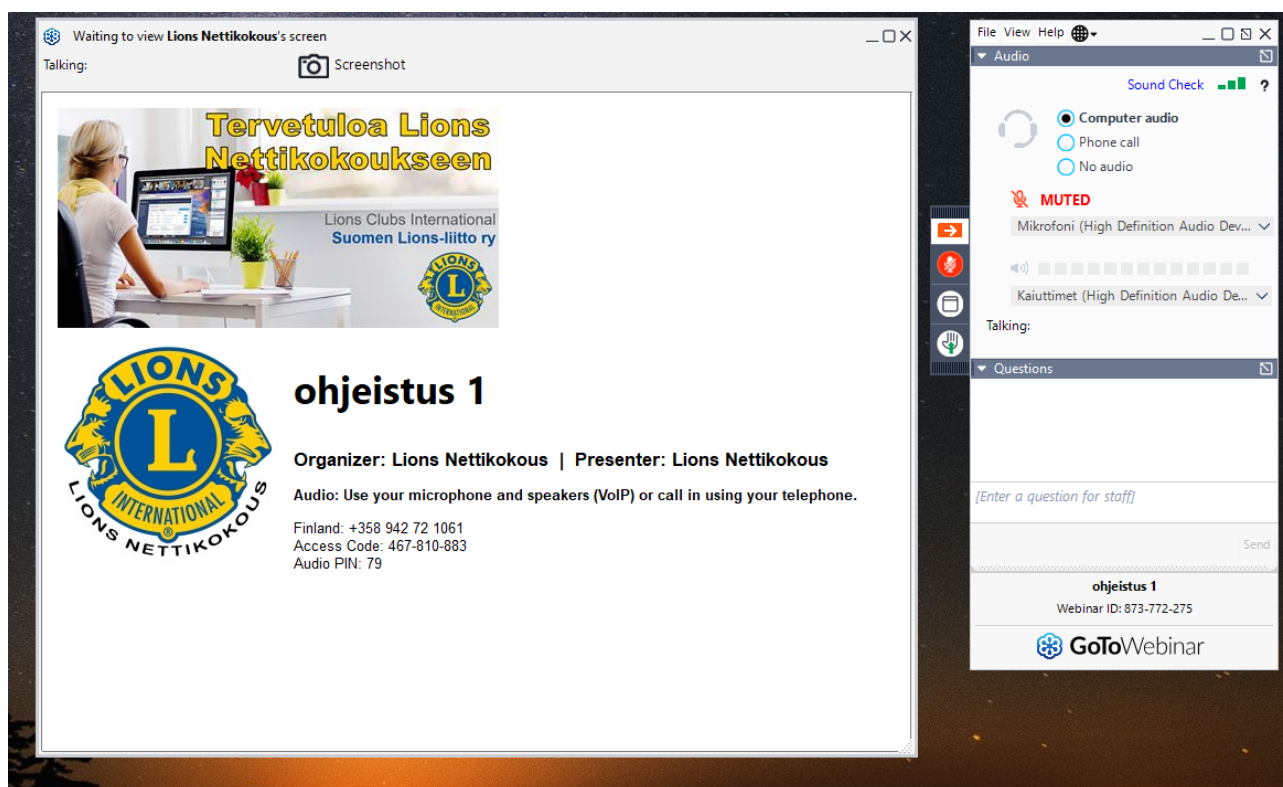 Waiting to view Lions Nettikokous's screen
Talking:
Screenshot
Tervetuloa Lions
Nettikokoukseen
Lions Clubs International
Suomen Lions-liitto ry
LIONS
L
INTERNATIONAL
LIONS
L
INTERNATIONAL
®
LIONS NETTIKOKOUS
ohjeistus 1
Organizer: Lions Nettikokous | Presenter: Lions Nettikokous
Audio: Use your microphone and speakers (VoIP) or call in using your telephone.
Finland: +358 942 72 1061
Access Code: 467-810-883
Audio PIN: 79
File View Help
Audio
Sound Check ?
Computer audio
Phone call
No audio
MUTED
Mikrofoni (High Definition Audio Dev...
Kaiuttimet (High Definition Audio De...
Talking:
Questions
[Enter a question for staff]
Send
ohjeistus 1
Webinar ID: 873-772-275
GoToWebinar